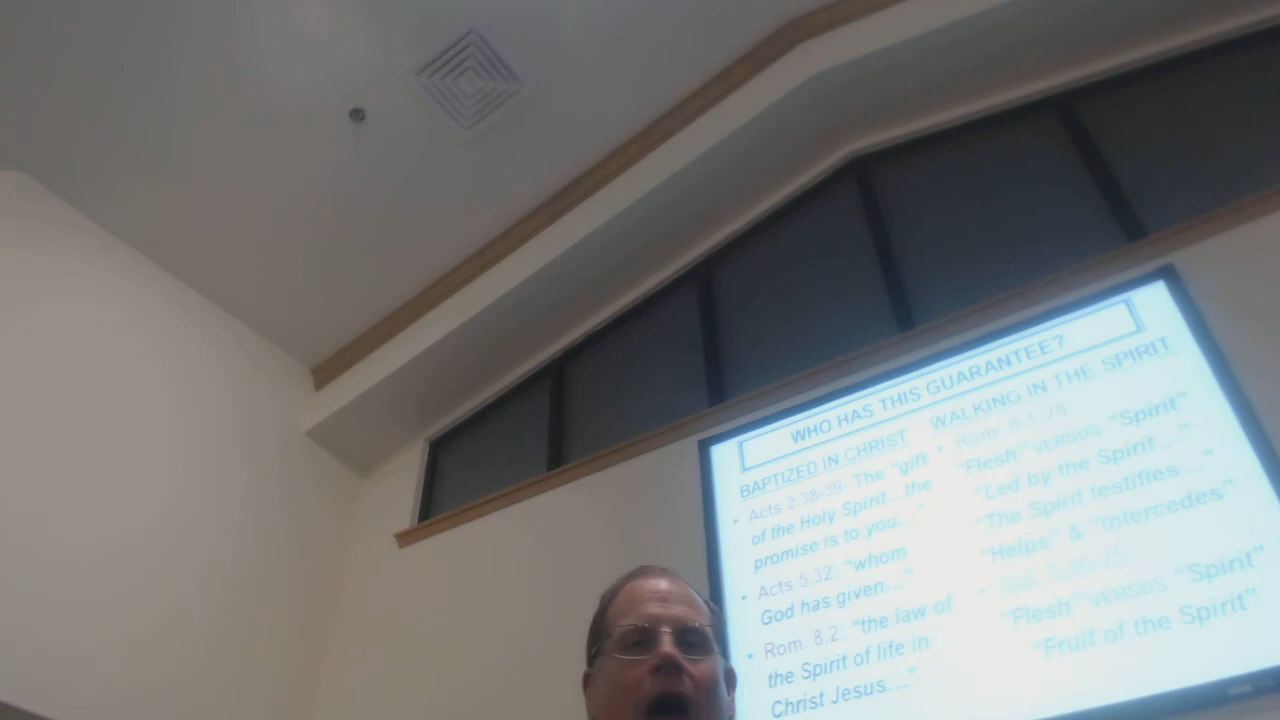 WHO HAS THIS GUARANTEE?
BAPTIZED IN CHRIST
• Acts 2.38-39: The "gift
of the Holy Spirit...the
promise is to you..."
• Acts 5.32: "whom
God has given..."
• Rom. 8.2: "the law of
the Spirit of life in
Christ Jesus..."
WALKING IN THE SPIRIT
• Rom. 8.1-28
"Flesh" VERSUS "Spirit"
"Led by the Spirit..."
"The Spirit testifies..."
"Helps" & "Intercedes"
"Flesh" VERSUS "Spirit"
"Fruit of the Spirit"